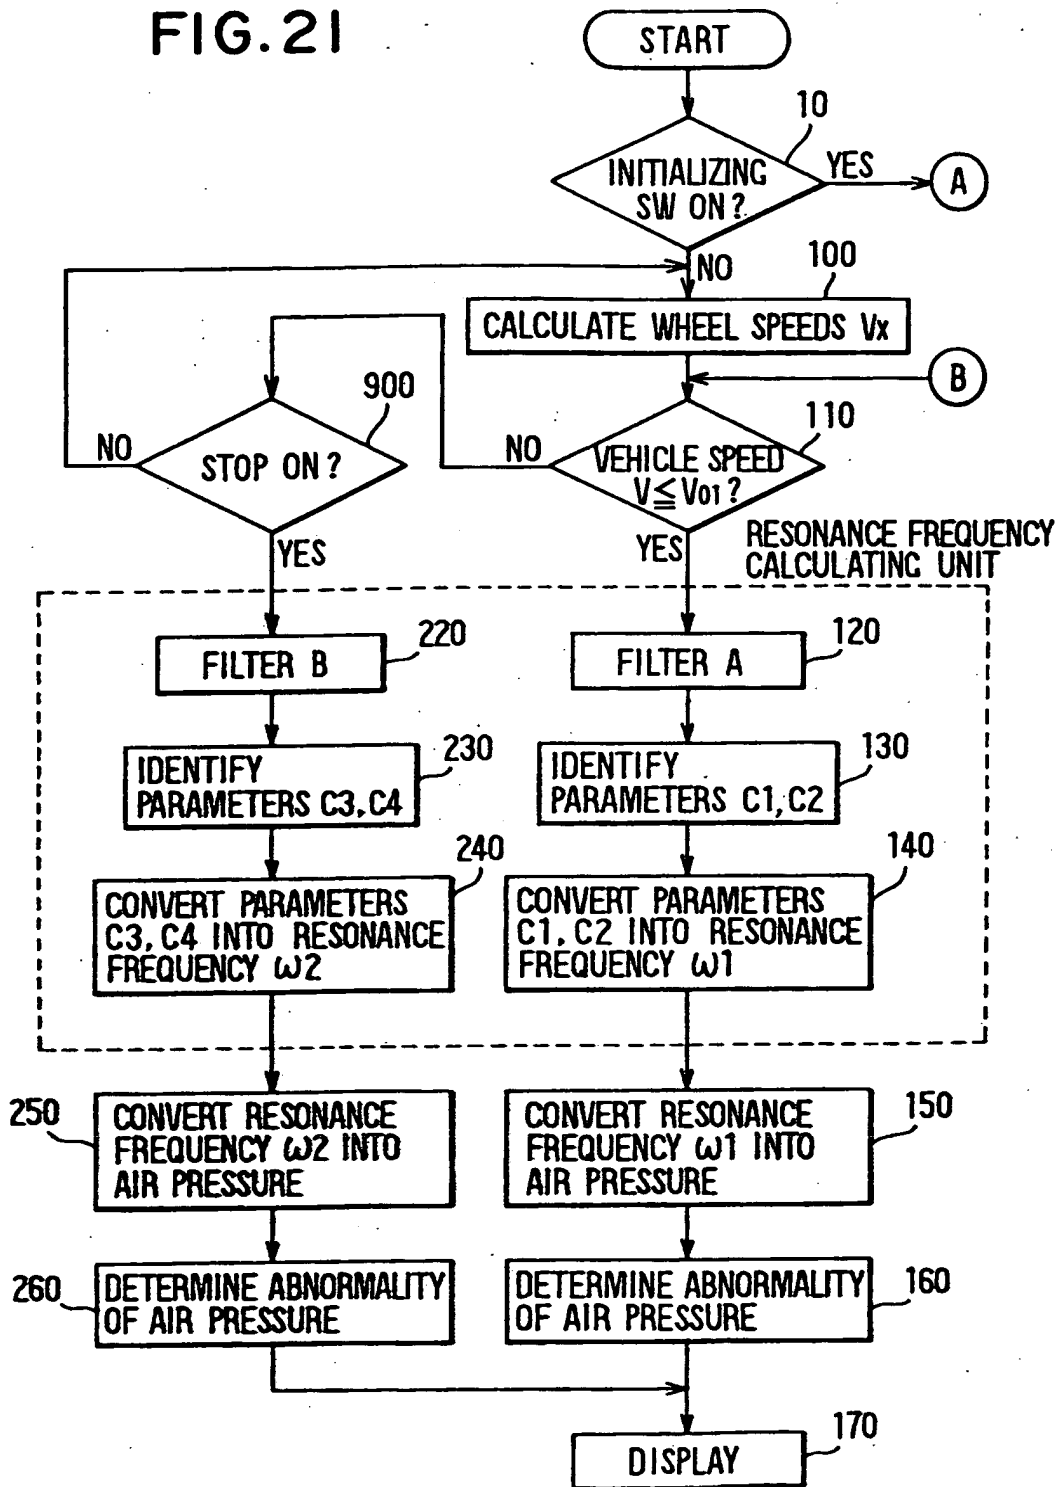 FIG. 21
START
10
INITIALIZING
SW ON?
YES
A
NO
100
CALCULATE WHEEL SPEEDS Vx
B
900
STOP ON?
NO
YES
110
VEHICLE SPEED
V≦V01?
NO
YES
RESONANCE FREQUENCY
CALCULATING UNIT
220
FILTER B
120
FILTER A
230
IDENTIFY
PARAMETERS C3, C4
130
IDENTIFY
PARAMETERS C1, C2
240
CONVERT PARAMETERS
C3, C4 INTO RESONANCE
FREQUENCY ω2
140
CONVERT PARAMETERS
C1, C2 INTO RESONANCE
FREQUENCY ω1
250
CONVERT RESONANCE
FREQUENCY ω2 INTO
AIR PRESSURE
150
CONVERT RESONANCE
FREQUENCY ω1 INTO
AIR PRESSURE
260
DETERMINE ABNORMALITY
OF AIR PRESSURE
160
DETERMINE ABNORMALITY
OF AIR PRESSURE
170
DISPLAY